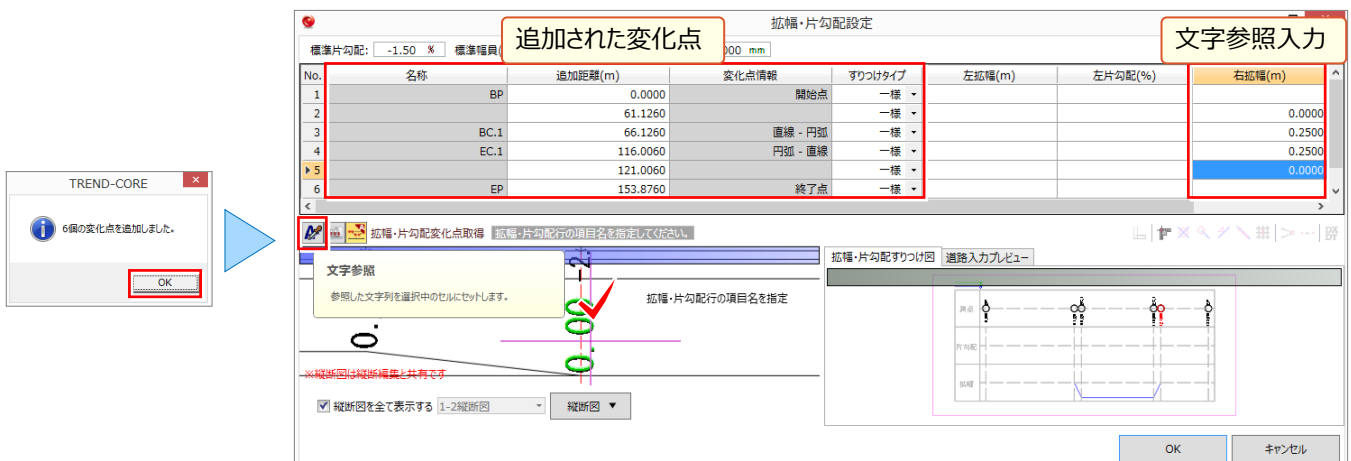 拡幅・片勾配設定
追加された変化点
文字参照入力
標準片勾配: -1.50 % 標準幅員( 000 mm
No. 名称 追加距離(m) 変化点情報 すりつけタイプ 左拡幅(m) 左片勾配(%) 右拡幅(m)
1 BP 0.0000 開始点 一様
2 61.1260 一様 0.0000
3 BC.1 66.1260 直線 - 円弧 一様 0.2500
4 EC.1 116.0060 円弧 - 直線 一様 0.2500
5 121.0060 一様 0.0000
6 EP 153.8760 終了点 一様
TREND-CORE
6個の変化点を追加しました。
OK
拡幅・片勾配変化点取得 拡幅・片勾配行の項目名を指定してください。
文字参照
参照した文字列を選択中のセルにセットします。
拡幅・片勾配行の項目名を指定
0.00
0.
※縦断図は縦断編集と共有です
縦断図を全て表示する 1-2縦断図 縦断図 ▼
拡幅・片勾配すりつけ図 道路入力プレビュー
測点
片勾配
拡幅
OK キャンセル